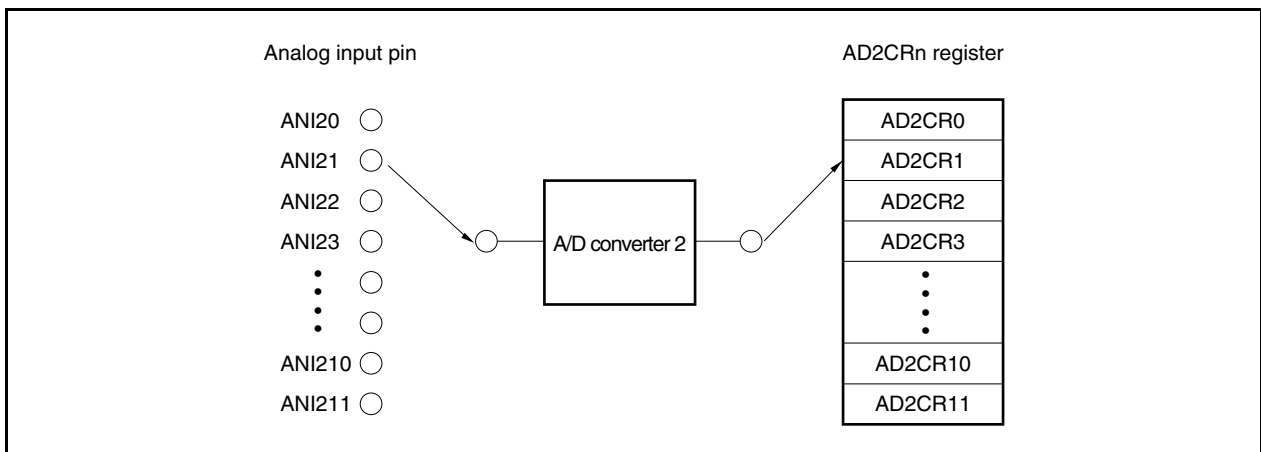 Analog input pin
AD2CRn register
ANI20
ANI21
ANI22
ANI23
ANI210
ANI211
A/D converter 2
AD2CR0
AD2CR1
AD2CR2
AD2CR3
AD2CR10
AD2CR11